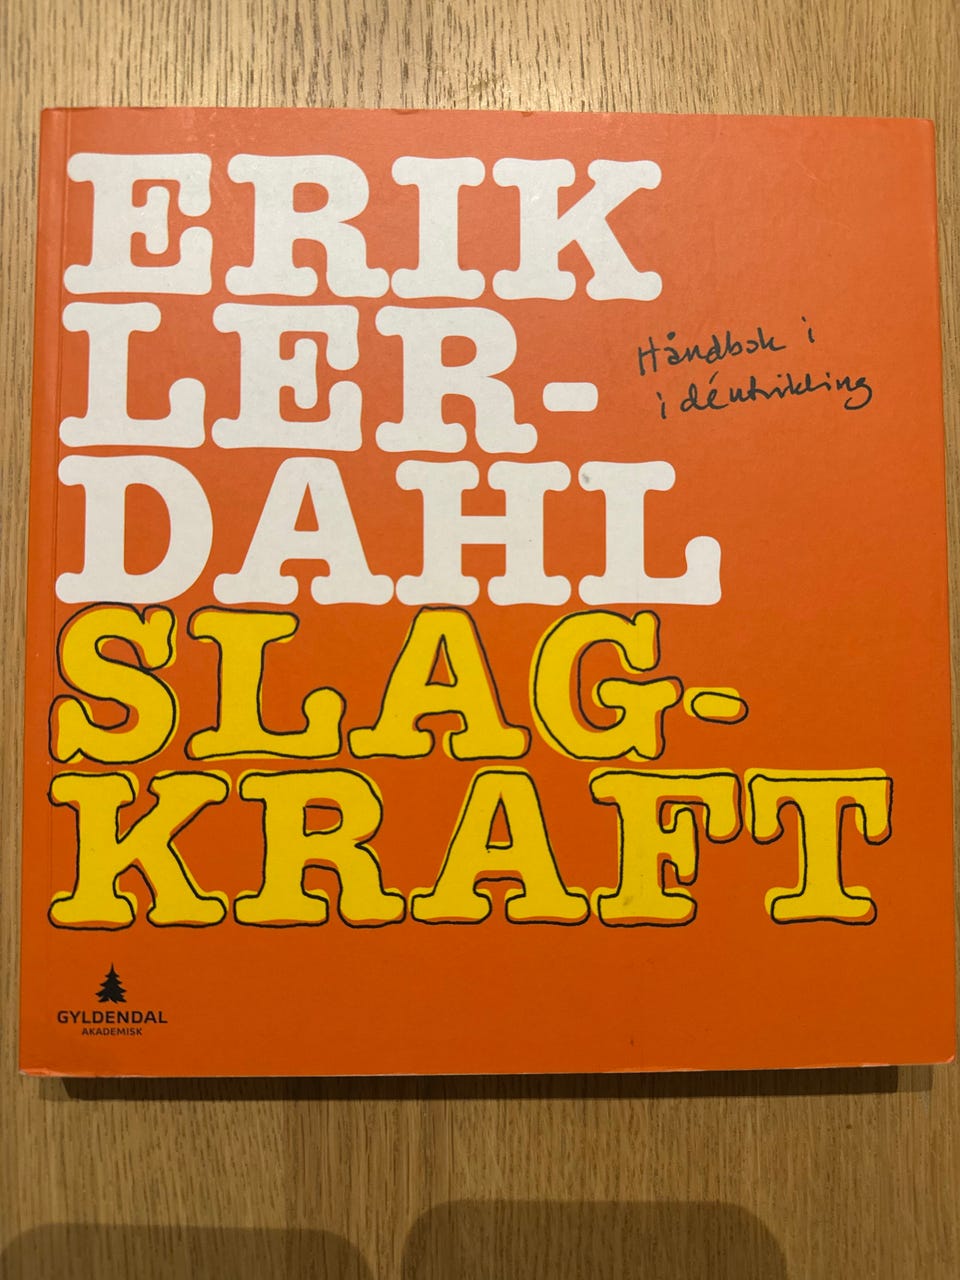 ERIK
LER-
DAHL
Håndbok i
idéutvikling
SLAG-
KRAFT
GYLDENDAL
AKADEMISK